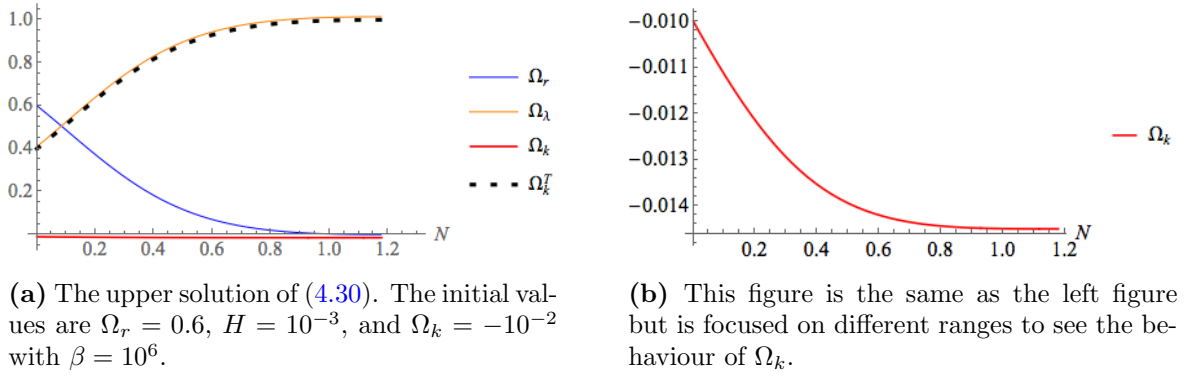 1.0
0.8
0.6
0.4
0.2
0.2 0.4 0.6 0.8 1.0 1.2
N
Ω_r
Ω_λ
Ω_k
Ω_k^T
(a) The upper solution of (4.30). The initial val-
ues are Ω_r = 0.6, H = 10^{-3}, and Ω_k = −10^{-2}
with β = 10^6.
−0.010
−0.011
−0.012
−0.013
−0.014
0.2 0.4 0.6 0.8 1.0 1.2
N
Ω_k
(b) This figure is the same as the left figure
but is focused on different ranges to see the be-
haviour of Ω_k.